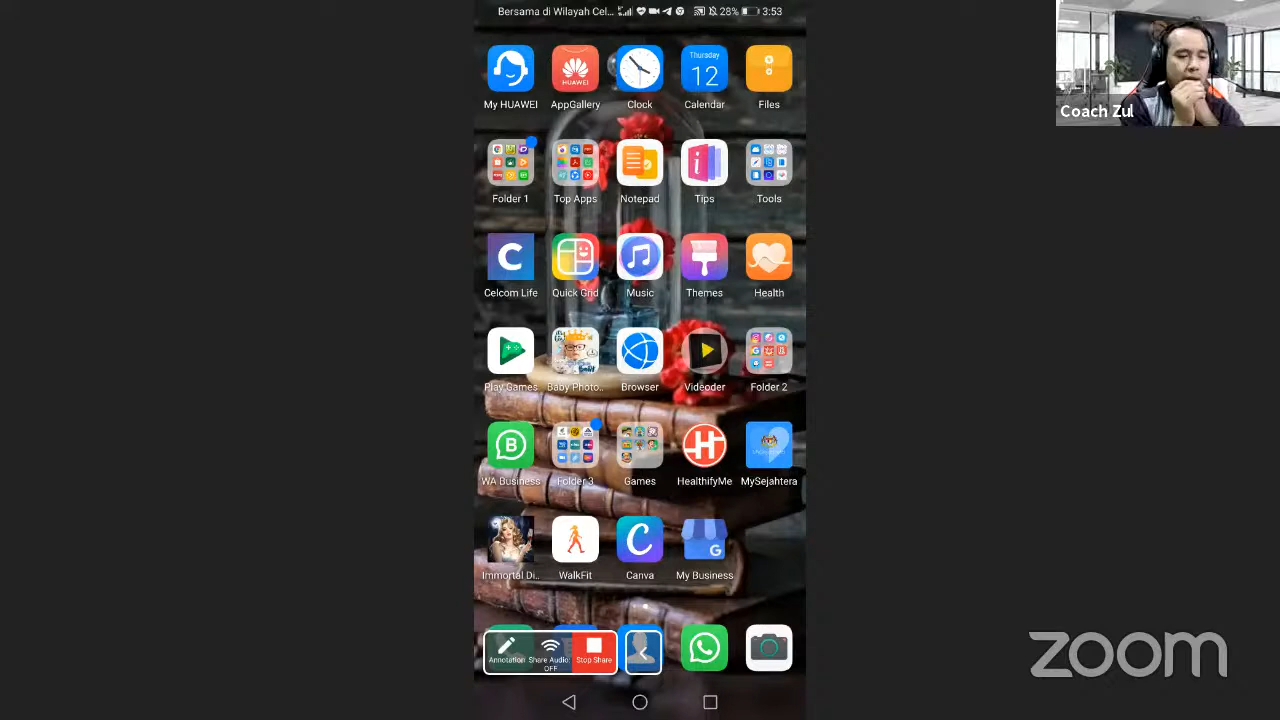 Bersama di Wilayah Cel... 28% 3:53
Coach Zul
Thursday
12
HUAWEI
My HUAWEI AppGallery Clock Calendar Files
Folder 1 Top Apps Notepad Tips Tools
C
Celcom Life Quick Grid Music Themes Health
Play Games Baby Photo.. Browser Videoder Folder 2
B H
WA Business Folder 3 Games HealthifyMe MySejahtera
C G
Immortal Di.. WalkFit Canva My Business
Annotation Share Audio: OFF Stop Share
zoom